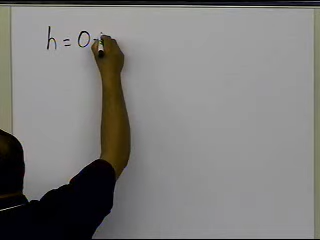 h = 0